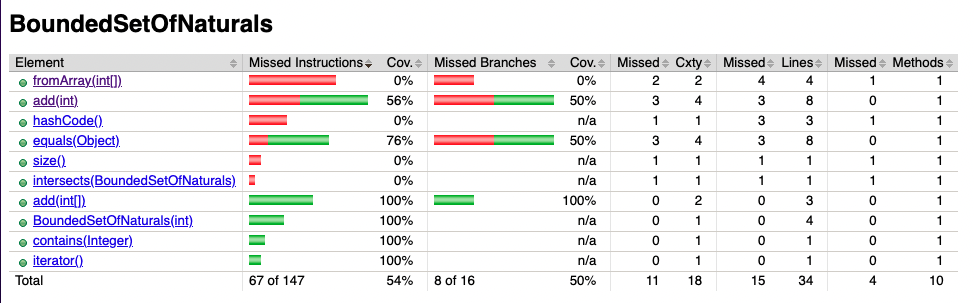 BoundedSetOfNaturals
Element Missed Instructions Cov. Missed Branches Cov. Missed Cxty Missed Lines Missed Methods
fromArray(int[]) 0% 0% 2 2 4 4 1 1
add(int) 56% 50% 3 4 3 8 0 1
hashCode() 0% n/a 1 1 3 3 1 1
equals(Object) 76% 50% 3 4 3 8 0 1
size() 0% n/a 1 1 1 1 1 1
intersects(BoundedSetOfNaturals) 0% n/a 1 1 1 1 1 1
add(int[]) 100% 100% 0 2 0 3 0 1
BoundedSetOfNaturals(int) 100% n/a 0 1 0 4 0 1
contains(Integer) 100% n/a 0 1 0 1 0 1
iterator() 100% n/a 0 1 0 1 0 1
Total 67 of 147 54% 8 of 16 50% 11 18 15 34 4 10